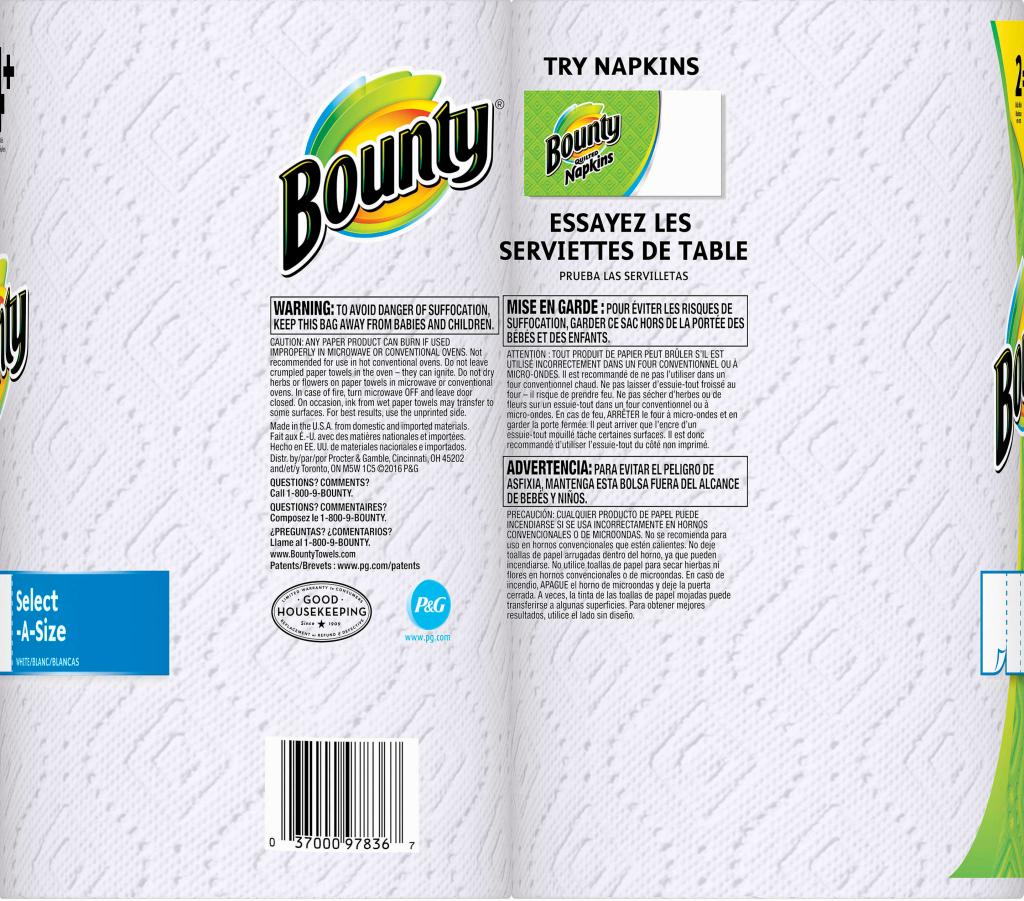 Bounty®
TRY NAPKINS
Bounty
QUILTED
Napkins
ESSAYEZ LES
SERVIETTES DE TABLE
PRUEBA LAS SERVILLETAS
WARNING: TO AVOID DANGER OF SUFFOCATION,
KEEP THIS BAG AWAY FROM BABIES AND CHILDREN.
CAUTION: ANY PAPER PRODUCT CAN BURN IF USED
IMPROPERLY IN MICROWAVE OR CONVENTIONAL OVENS. Not
recommended for use in hot conventional ovens. Do not leave
crumpled paper towels in the oven – they can ignite. Do not dry
herbs or flowers on paper towels in microwave or conventional
ovens. In case of fire, turn microwave OFF and leave door
closed. On occasion, ink from wet paper towels may transfer to
some surfaces. For best results, use the unprinted side.
Made in the U.S.A. from domestic and imported materials.
Fait aux É.-U. avec des matières nationales et importées.
Hecho en EE. UU. de materiales nacionales e importados.
Distr. by/par/por Procter & Gamble, Cincinnati, OH 45202
and/et/y Toronto, ON M5W 1C5 ©2016 P&G
QUESTIONS? COMMENTS?
Call 1-800-9-BOUNTY.
QUESTIONS? COMMENTAIRES?
Composez le 1-800-9-BOUNTY.
¿PREGUNTAS? ¿COMENTARIOS?
Llame al 1-800-9-BOUNTY.
www.BountyTowels.com
Patents/Brevets : www.pg.com/patents
LIMITED WARRANTY to CONSUMERS
· GOOD ·
HOUSEKEEPING
Since ★ 1909
REPLACEMENT or REFUND if DEFECTIVE
P&G
www.pg.com
0 37000 97836 7
MISE EN GARDE : POUR ÉVITER LES RISQUES DE
SUFFOCATION, GARDER CE SAC HORS DE LA PORTÉE DES
BÉBÉS ET DES ENFANTS.
ATTENTION : TOUT PRODUIT DE PAPIER PEUT BRÛLER S'IL EST
UTILISÉ INCORRECTEMENT DANS UN FOUR CONVENTIONNEL OU À
MICRO-ONDES. Il est recommandé de ne pas l'utiliser dans un
four conventionnel chaud. Ne pas laisser d'essuie-tout froissé au
four – il risque de prendre feu. Ne pas sécher d'herbes ou de
fleurs sur un essuie-tout dans un four conventionnel ou à
micro-ondes. En cas de feu, ARRÊTER le four à micro-ondes et en
garder la porte fermée. Il peut arriver que l'encre d'un
essuie-tout mouillé tache certaines surfaces. Il est donc
recommandé d'utiliser l'essuie-tout du côté non imprimé.
ADVERTENCIA: PARA EVITAR EL PELIGRO DE
ASFIXIA, MANTENGA ESTA BOLSA FUERA DEL ALCANCE
DE BEBÉS Y NIÑOS.
PRECAUCIÓN: CUALQUIER PRODUCTO DE PAPEL PUEDE
INCENDIARSE SI SE USA INCORRECTAMENTE EN HORNOS
CONVENCIONALES O DE MICROONDAS. No se recomienda para
uso en hornos convencionales que estén calientes. No deje
toallas de papel arrugadas dentro del horno, ya que pueden
incendiarse. No utilice toallas de papel para secar hierbas ni
flores en hornos convencionales o de microondas. En caso de
incendio, APAGUE el horno de microondas y deje la puerta
cerrada. A veces, la tinta de las toallas de papel mojadas puede
transferirse a algunas superficies. Para obtener mejores
resultados, utilice el lado sin diseño.
Select
-A-Size
WHITE/BLANC/BLANCAS
2=